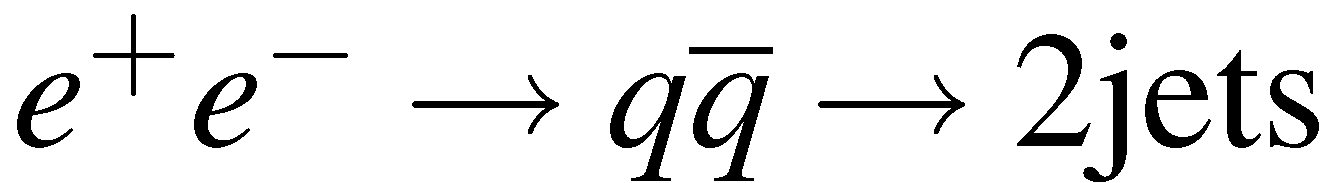 e⁺e⁻ ⟶ qq̅ ⟶ 2jets